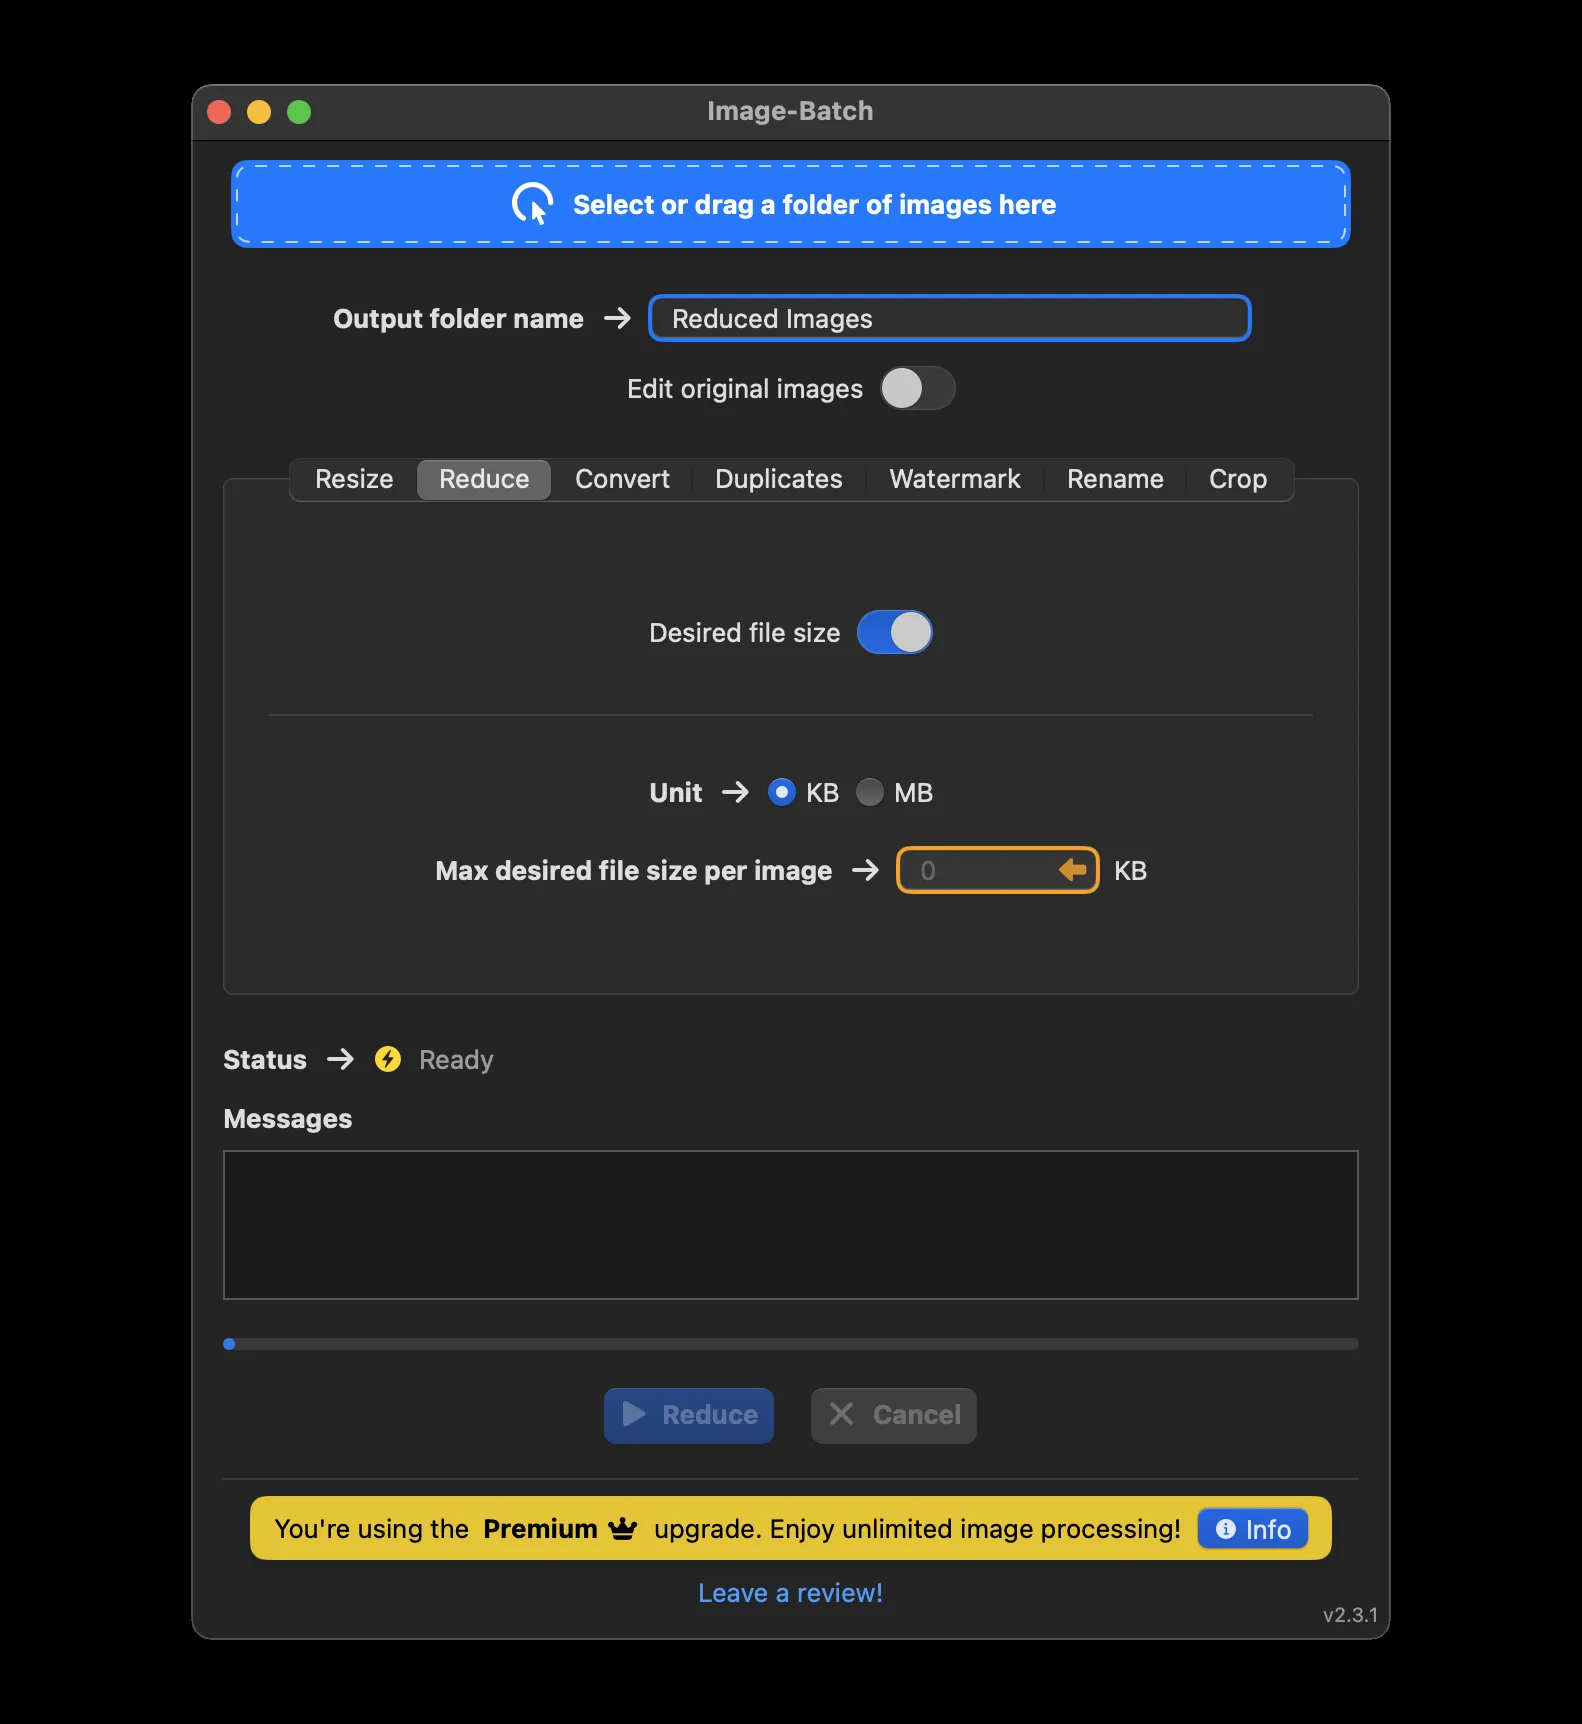 Image-Batch
Select or drag a folder of images here
Output folder name → Reduced Images
Edit original images
Resize Reduce Convert Duplicates Watermark Rename Crop
Desired file size
Unit → KB MB
Max desired file size per image → 0 KB
Status → Ready
Messages
Reduce Cancel
You're using the Premium upgrade. Enjoy unlimited image processing! Info
Leave a review!
v2.3.1